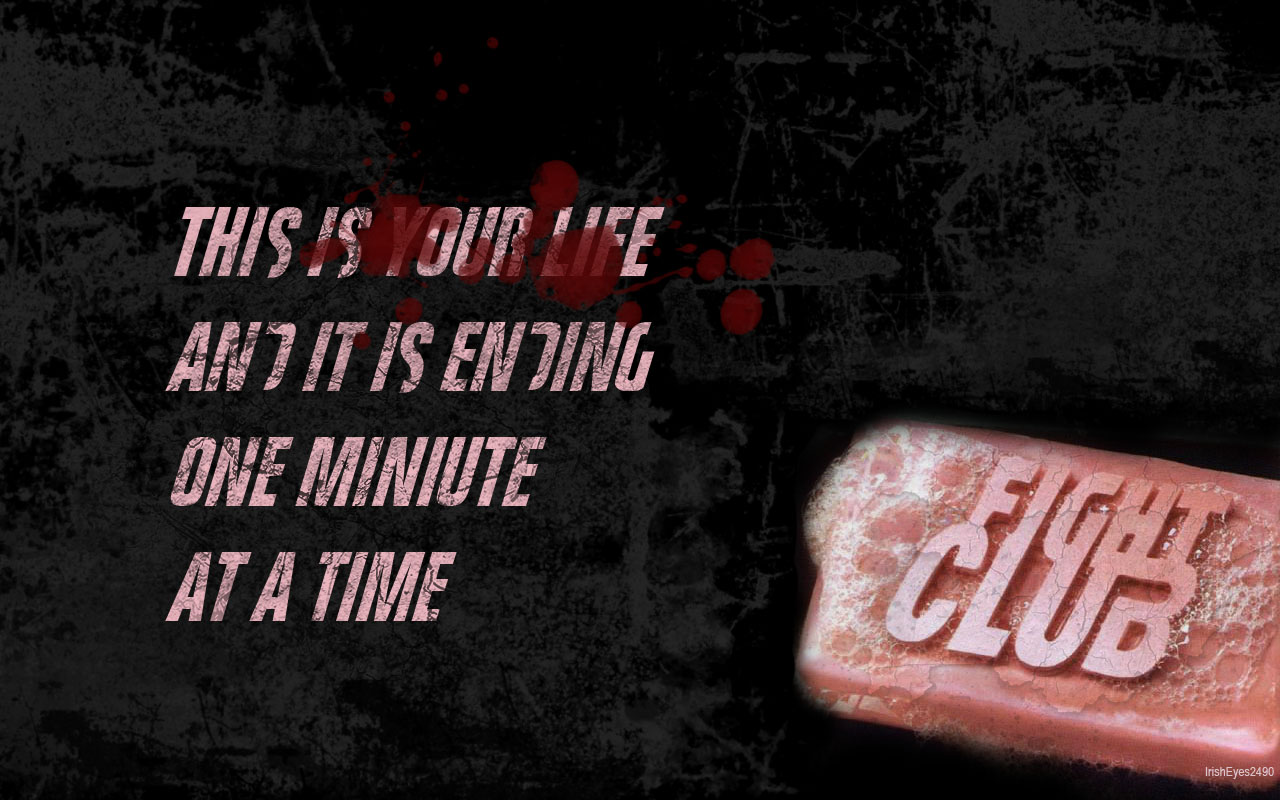 THIS IS YOUR LIFE
AND IT IS ENDING
ONE MINIUTE
AT A TIME
FIGHT
CLUB
IrishEyes2490